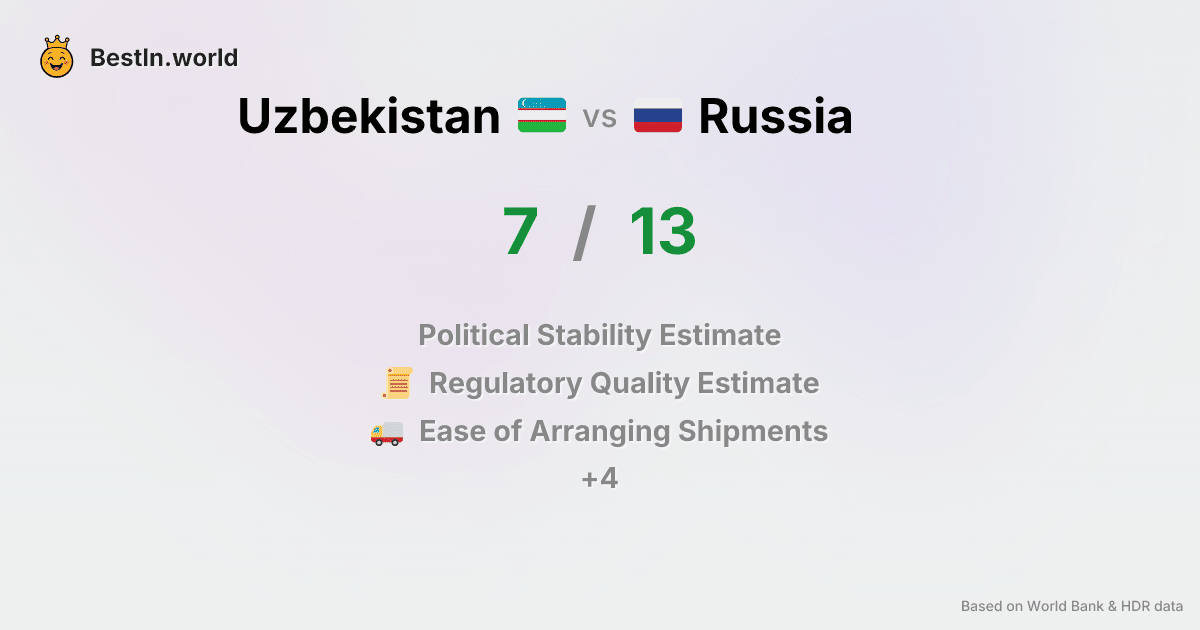 BestIn.world
Uzbekistan vs Russia
7 / 13
Political Stability Estimate
Regulatory Quality Estimate
Ease of Arranging Shipments
+4
Based on World Bank & HDR data